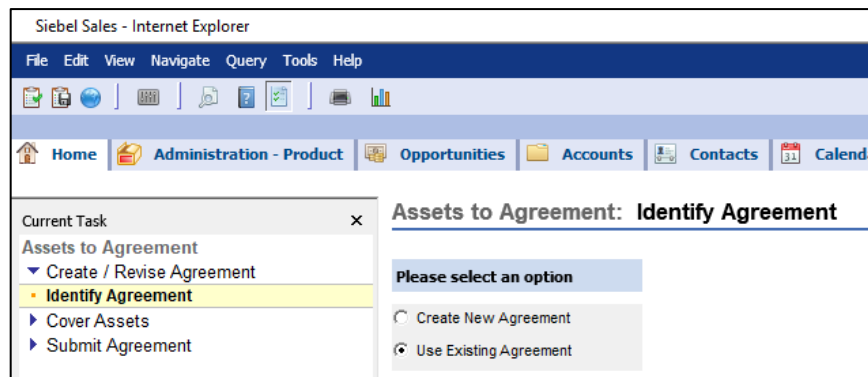 Siebel Sales - Internet Explorer
File Edit View Navigate Query Tools Help
Home Administration - Product Opportunities Accounts Contacts 31 Calend
Current Task x
Assets to Agreement: Identify Agreement
Assets to Agreement
Create / Revise Agreement
Identify Agreement
Cover Assets
Submit Agreement
Please select an option
Create New Agreement
Use Existing Agreement